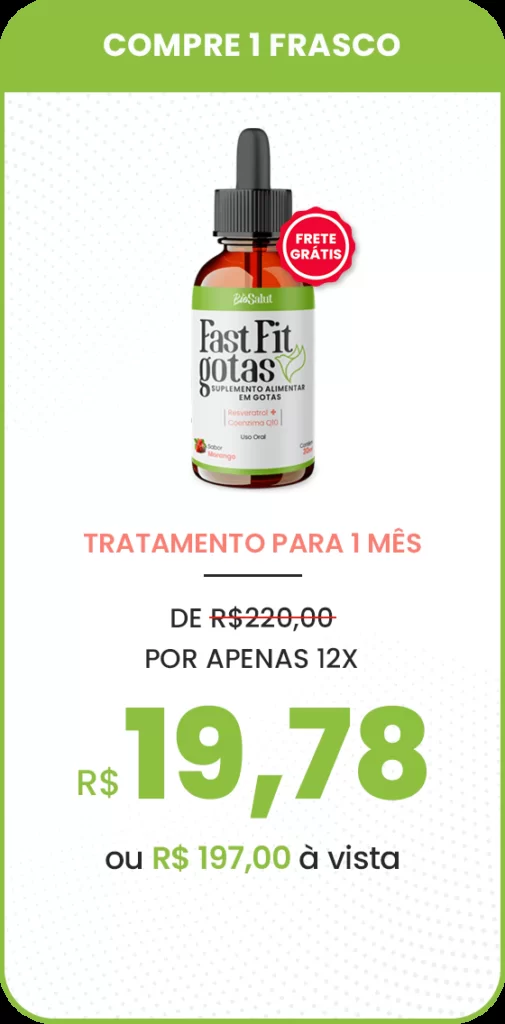 COMPRE 1 FRASCO
FRETE
GRÁTIS
BioSalut
Fast Fit
gotas
SUPLEMENTO ALIMENTAR
EM GOTAS
Resveratrol +
Coenzima Q10
Uso Oral
Sabor
Morango
TRATAMENTO PARA 1 MÊS
DE R$220,00
POR APENAS 12X
R$ 19,78
ou R$ 197,00 à vista